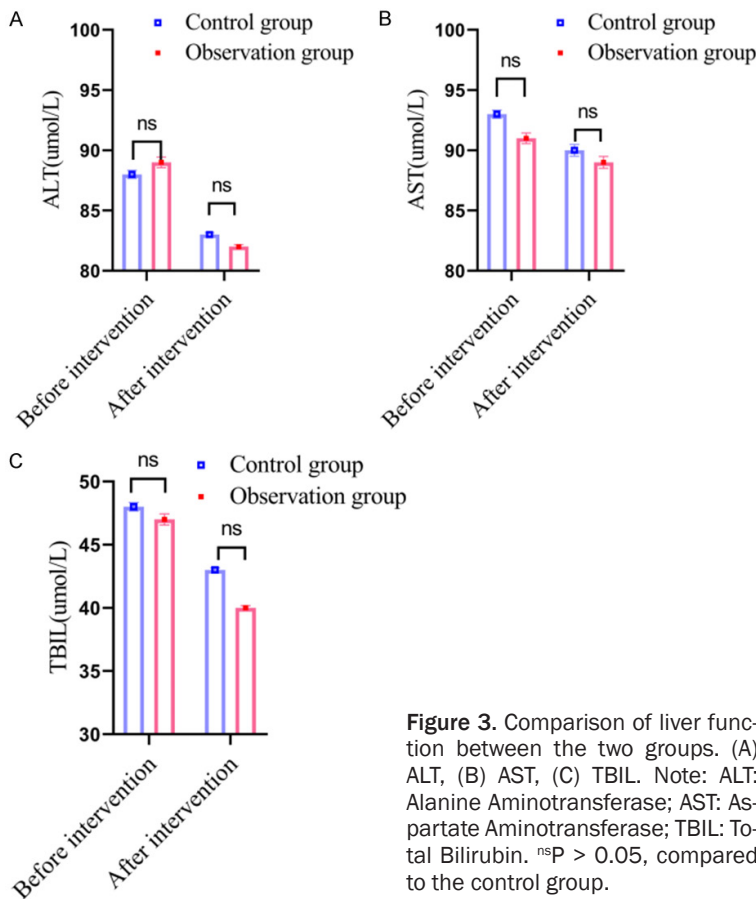 A
Control group
Observation group
ALT(umol/L)
100
95
90
85
80
ns
ns
Before intervention
After intervention
B
Control group
Observation group
AST(umol/L)
100
95
90
85
80
ns
ns
Before intervention
After intervention
C
Control group
Observation group
TBIL(umol/L)
50
45
40
35
30
ns
ns
Before intervention
After intervention
Figure 3. Comparison of liver func-
tion between the two groups. (A)
ALT, (B) AST, (C) TBIL. Note: ALT:
Alanine Aminotransferase; AST: As-
partate Aminotransferase; TBIL: To-
tal Bilirubin. nsP > 0.05, compared
to the control group.